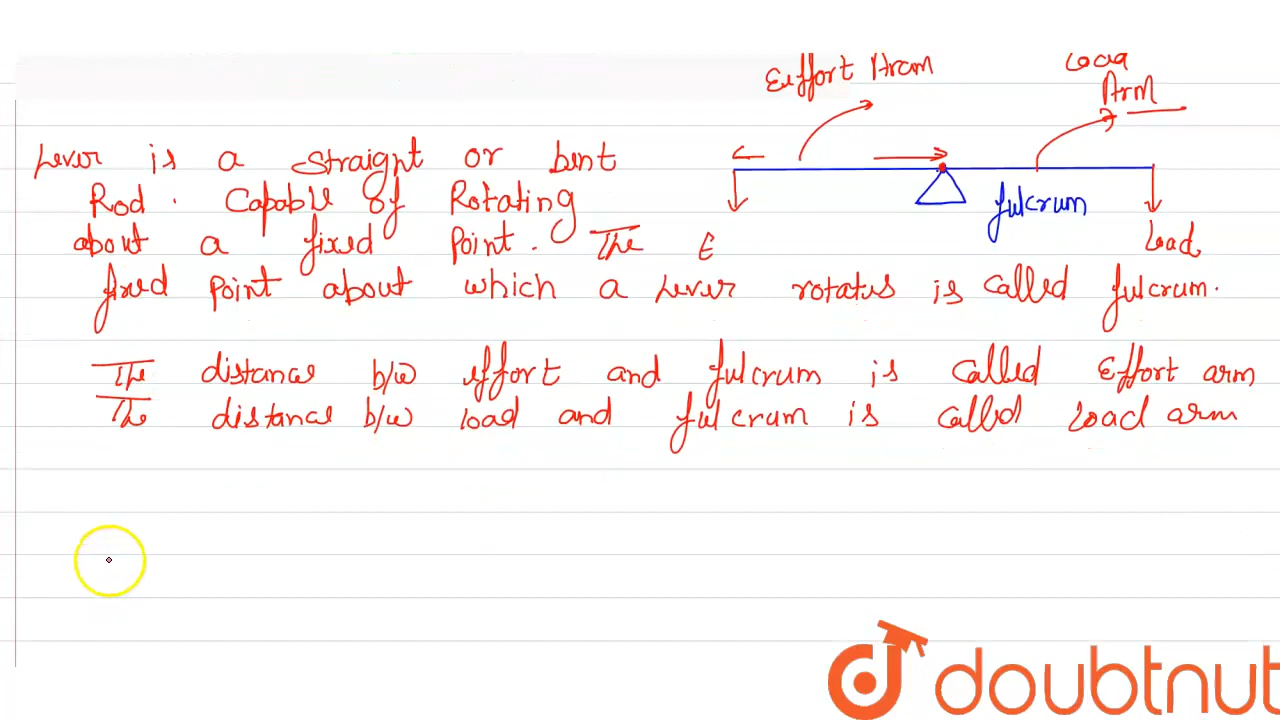 Effort Arm
Load
Arm
Lever is a straight or bent
Rod. Capable of Rotating
about a fixed Point. The E
fulcrum
load
fixed point about which a Lever rotates is called fulcrum.
The distance b/w effort and fulcrum is called Effort arm
The distance b/w load and fulcrum is called Load arm
doubtnut